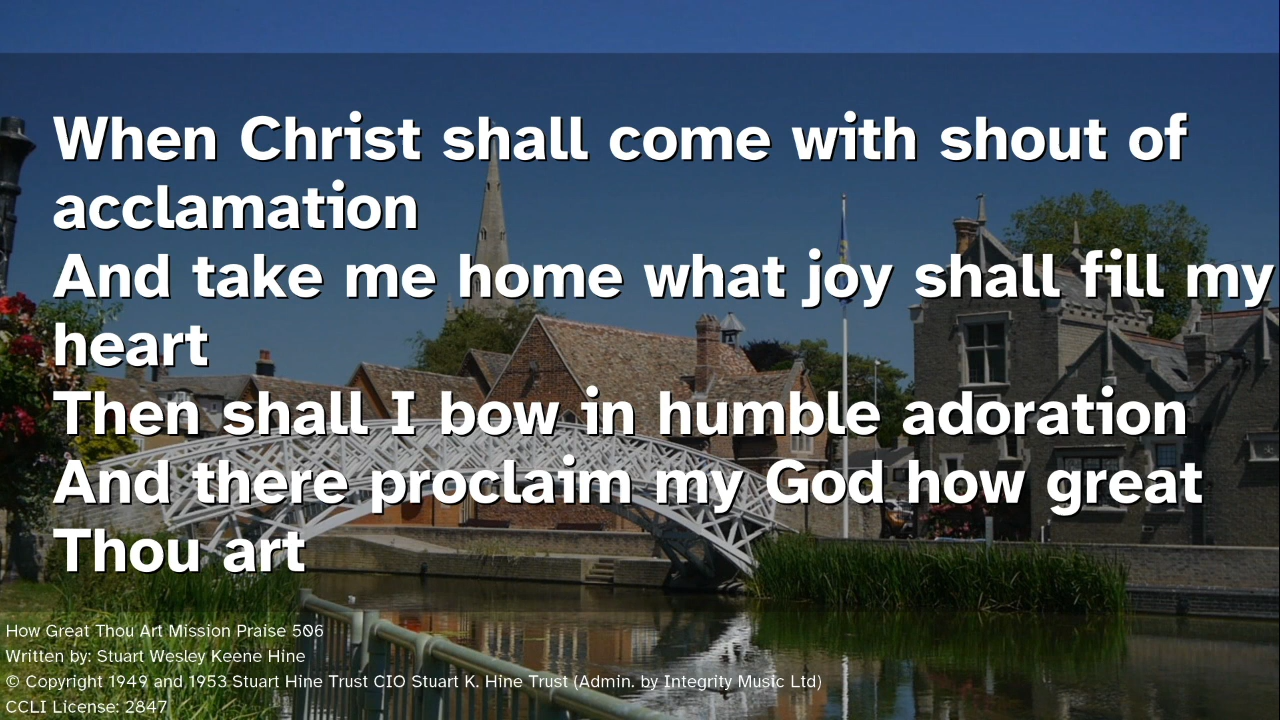 When Christ shall come with shout of
acclamation
And take me home what joy shall fill my
heart
Then shall I bow in humble adoration
And there proclaim my God how great
Thou art
How Great Thou Art Mission Praise 506
Written by: Stuart Wesley Keene Hine
© Copyright 1949 and 1953 Stuart Hine Trust CIO Stuart K. Hine Trust (Admin. by Integrity Music Ltd)
CCLI License: 2847